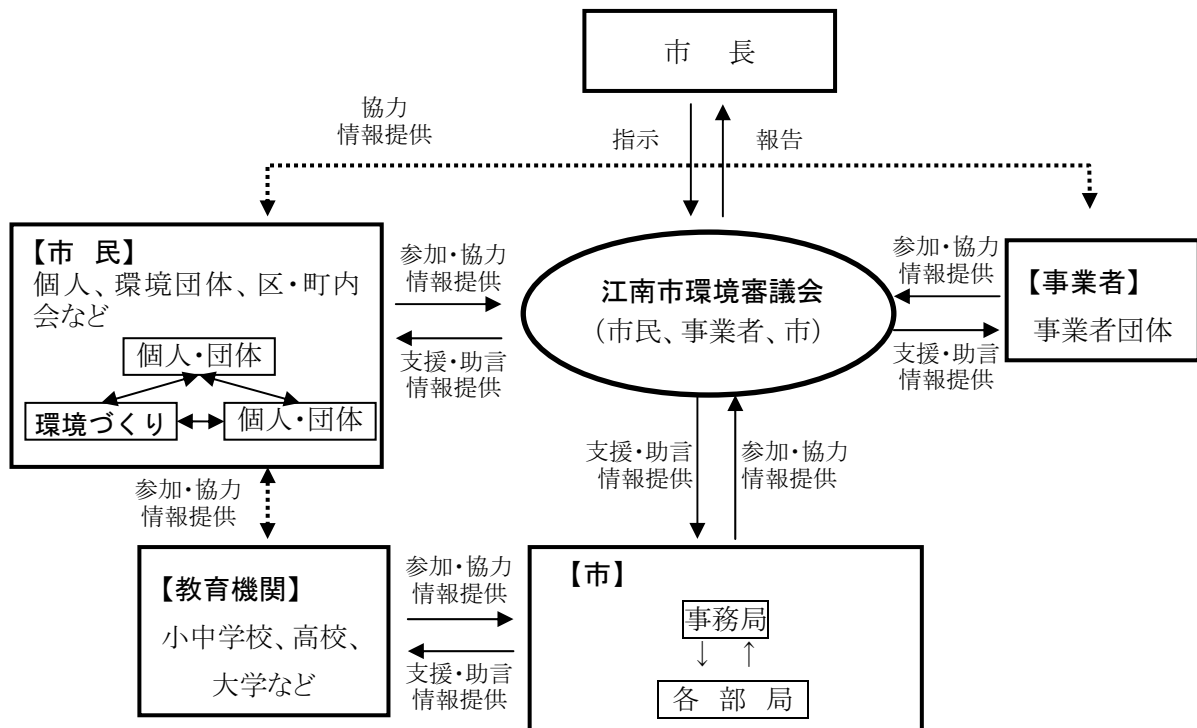 市 長
協力
情報提供
指示
報告
【市 民】
個人、環境団体、区・町内
会など
個人・団体
環境づくり
個人・団体
参加・協力
情報提供
支援・助言
情報提供
江南市環境審議会
（市民、事業者、市）
参加・協力
情報提供
支援・助言
情報提供
【事業者】
事業者団体
支援・助言
情報提供
参加・協力
情報提供
参加・協力
情報提供
【教育機関】
小中学校、高校、
大学など
参加・協力
情報提供
支援・助言
情報提供
【市】
事務局
↓ ↑
各 部 局